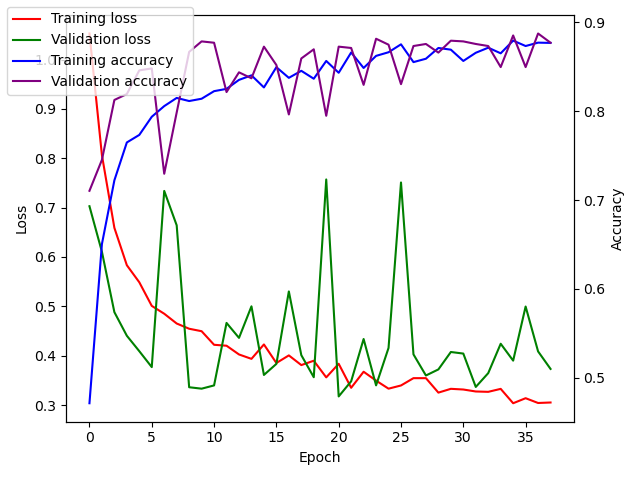 Training loss
Validation loss
Training accuracy
Validation accuracy
1.0
0.9
0.8
0.7
0.6
0.5
0.4
0.3
Loss
0.9
0.8
0.7
0.6
0.5
Accuracy
0 5 10 15 20 25 30 35
Epoch